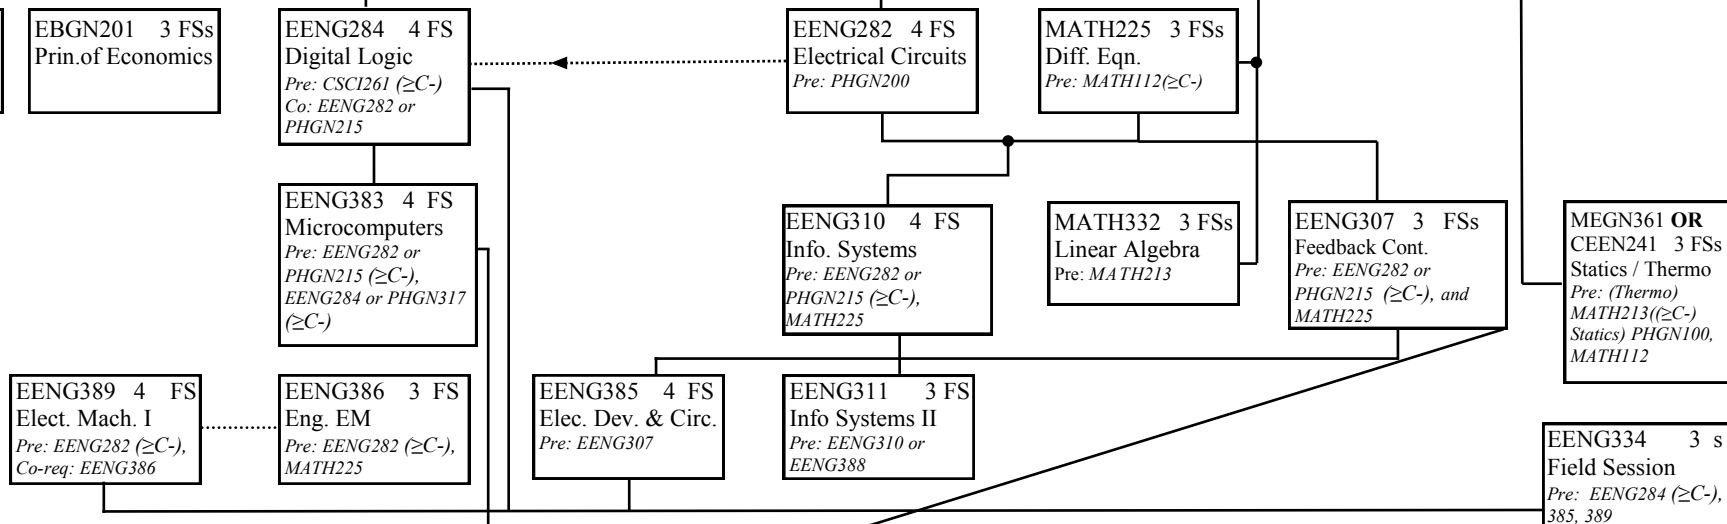 EBGN201 3 FSs
Prin.of Economics
EENG284 4 FS
Digital Logic
Pre: CSCI261 (≥C-)
Co: EENG282 or
PHGN215
EENG282 4 FS
Electrical Circuits
Pre: PHGN200
MATH225 3 FSs
Diff. Eqn.
Pre: MATH112(≥C-)
EENG383 4 FS
Microcomputers
Pre: EENG282 or
PHGN215 (≥C-),
EENG284 or PHGN317
(≥C-)
EENG310 4 FS
Info. Systems
Pre: EENG282 or
PHGN215 (≥C-),
MATH225
MATH332 3 FSs
Linear Algebra
Pre: MATH213
EENG307 3 FSs
Feedback Cont.
Pre: EENG282 or
PHGN215 (≥C-), and
MATH225
MEGN361 OR
CEEN241 3 FSs
Statics / Thermo
Pre: (Thermo)
MATH213((≥C-)
Statics) PHGN100,
MATH112
EENG389 4 FS
Elect. Mach. I
Pre: EENG282 (≥C-),
Co-req: EENG386
EENG386 3 FS
Eng. EM
Pre: EENG282 (≥C-),
MATH225
EENG385 4 FS
Elec. Dev. & Circ.
Pre: EENG307
EENG311 3 FS
Info Systems II
Pre: EENG310 or
EENG388
EENG334 3 s
Field Session
Pre: EENG284 (≥C-),
385, 389